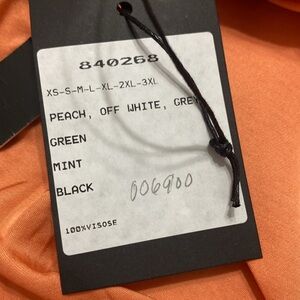 840268
XS-S-M-L-XL-2XL-3XL
PEACH, OFF WHITE, GREY
GREEN
MINT
BLACK
006900
100%VISOSE